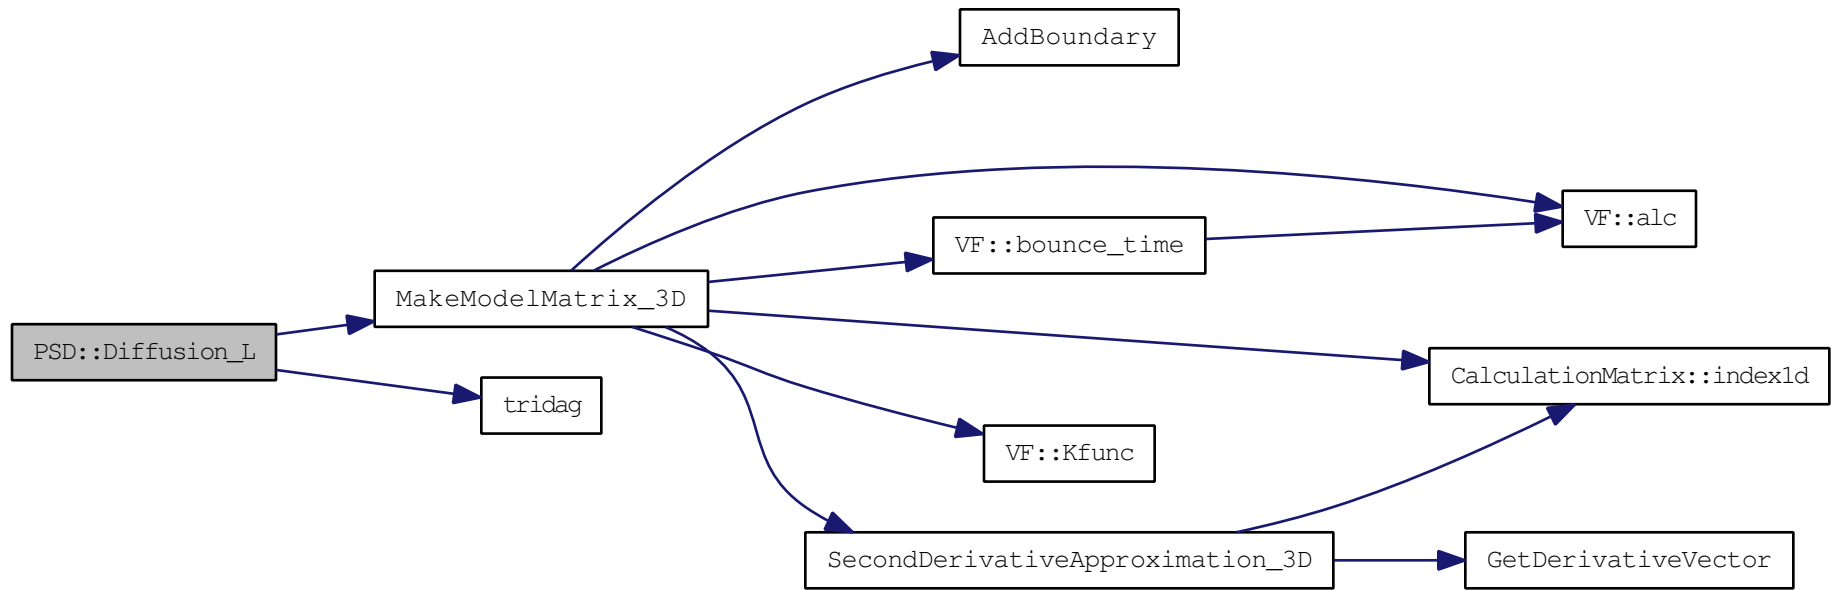 AddBoundary
VF::alc
VF::bounce_time
MakeModelMatrix_3D
PSD::Diffusion_L
CalculationMatrix::index1d
tridag
VF::Kfunc
SecondDerivativeApproximation_3D
GetDerivativeVector